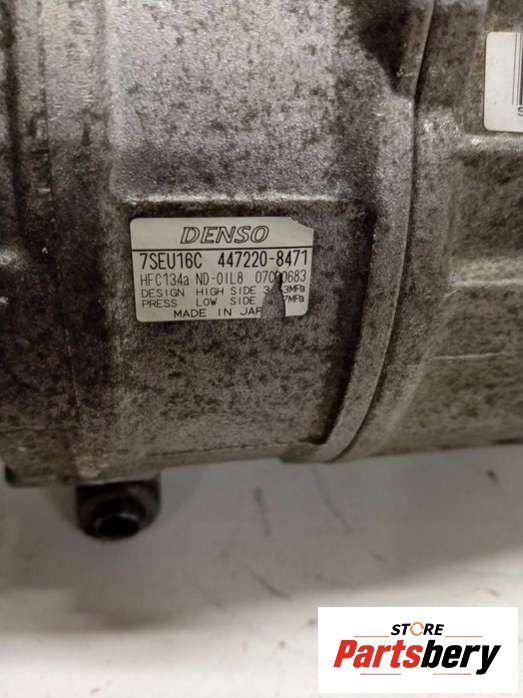 DENSO
7SEU16C 447220-8471
HFC134a ND-OIL8
DESIGN HIGH SIDE
PRESS LOW SIDE
MADE IN
STORE
Partsbery